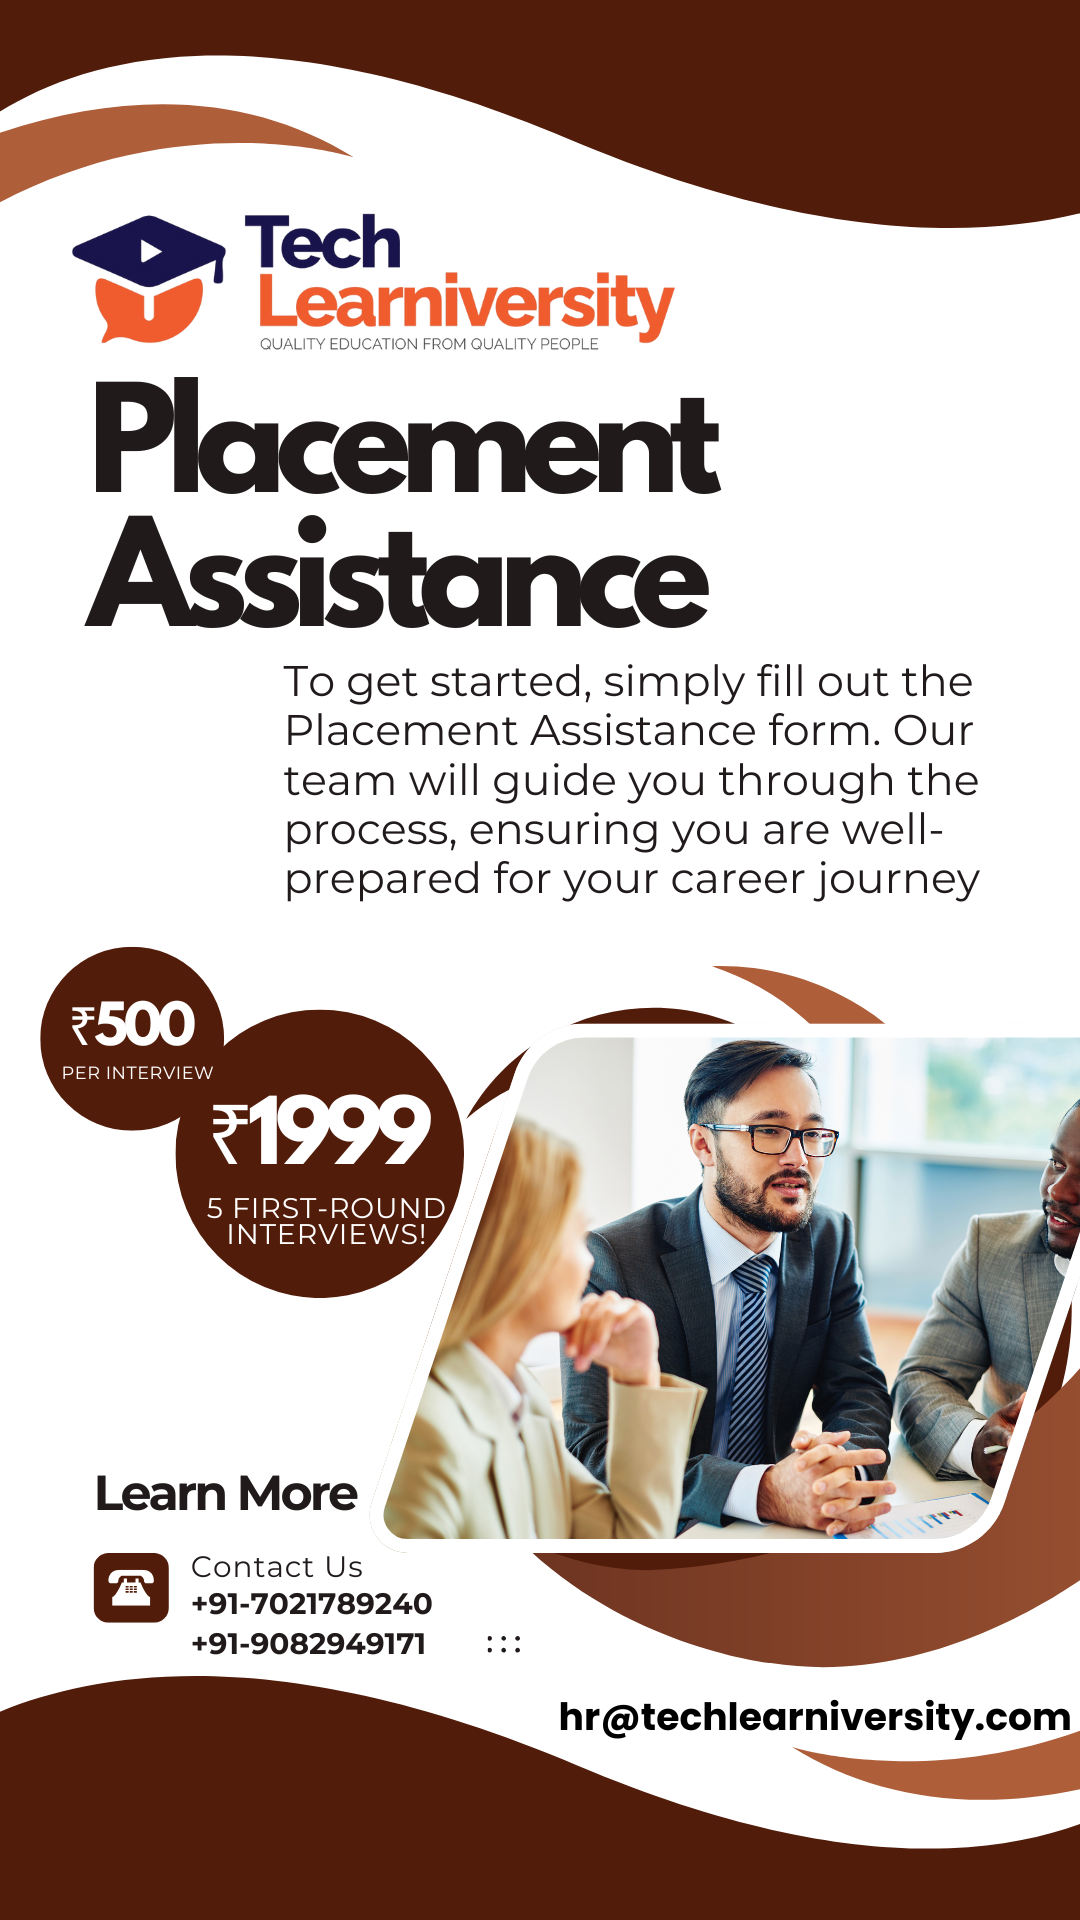 Tech
Learniversity
QUALITY EDUCATION FROM QUALITY PEOPLE
Placement
Assistance
To get started, simply fill out the
Placement Assistance form. Our
team will guide you through the
process, ensuring you are well-
prepared for your career journey
₹500
PER INTERVIEW
₹1999
5 FIRST-ROUND
INTERVIEWS!
Learn More
Contact Us
+91-7021789240
+91-9082949171
hr@techlearniversity.com